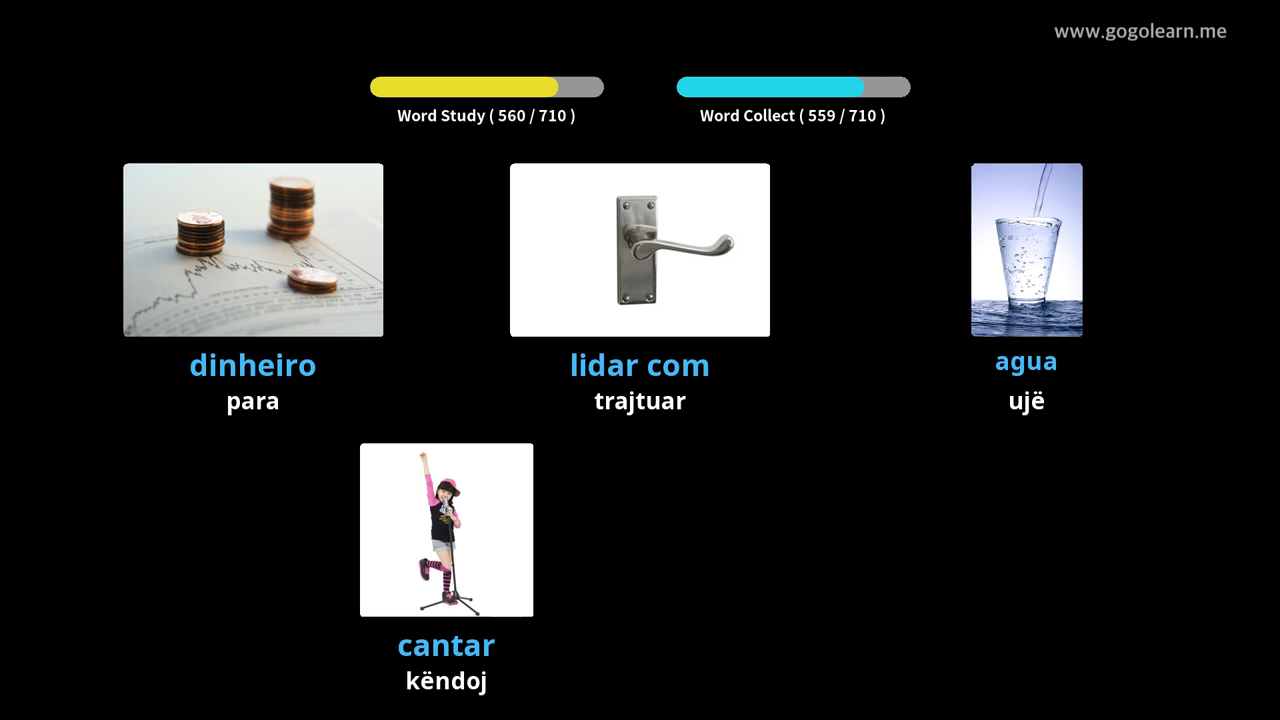 www.gogolearn.me
Word Study ( 560 / 710 )
Word Collect ( 559 / 710 )
dinheiro
para
lidar com
trajtuar
agua
ujë
cantar
këndoj